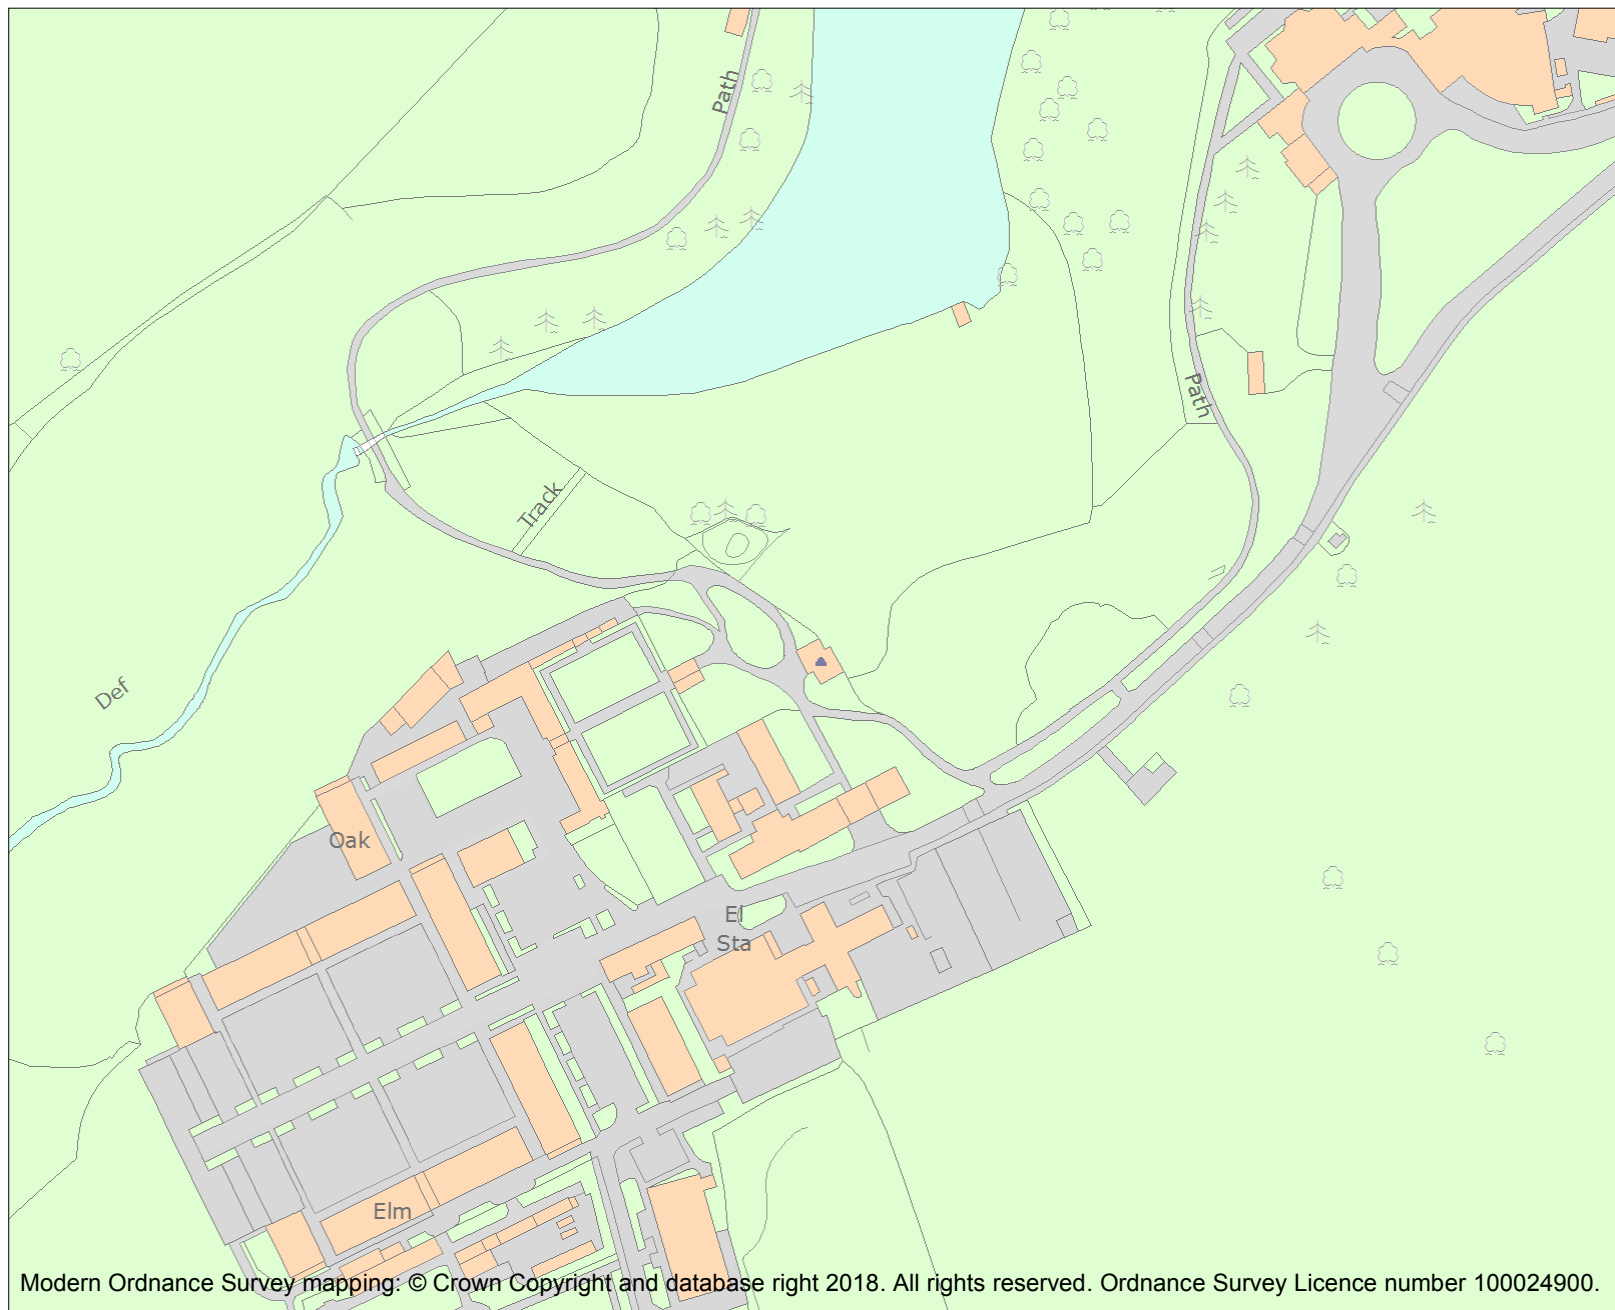 Path
Path
Track
Def
Oak
El
Sta
Elm
Modern Ordnance Survey mapping: © Crown Copyright and database right 2018. All rights reserved. Ordnance Survey Licence number 100024900.